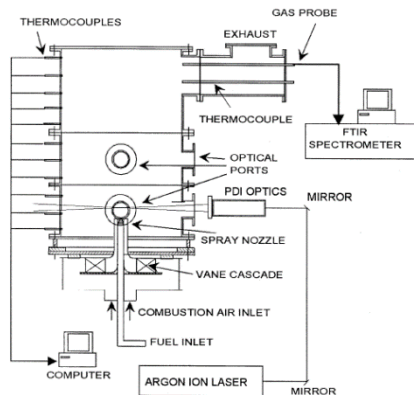 THERMOCOUPLES
GAS PROBE
EXHAUST
THERMOCOUPLE
FTIR
SPECTROMETER
OPTICAL
PORTS
PDI OPTICS
MIRROR
SPRAY NOZZLE
VANE CASCADE
COMBUSTION AIR INLET
FUEL INLET
COMPUTER
ARGON ION LASER
MIRROR